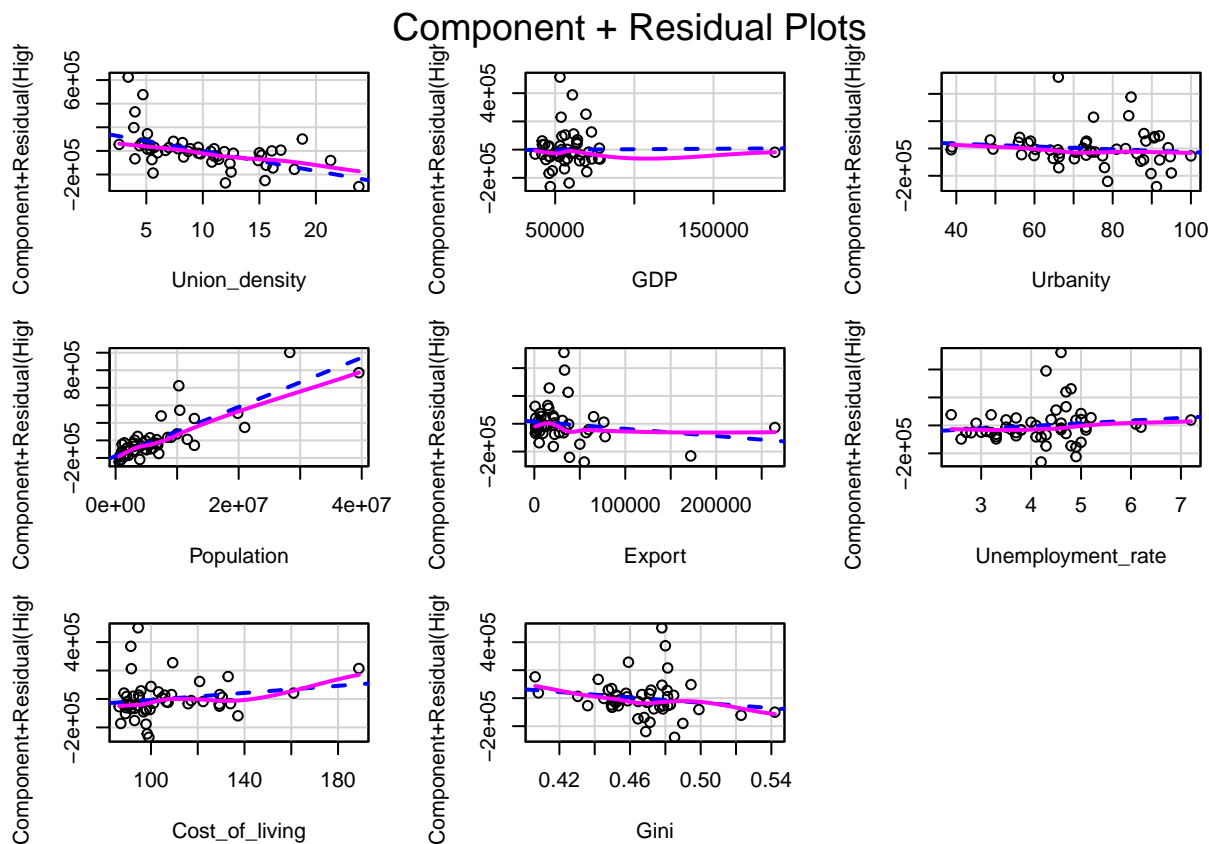 Component + Residual Plots
Component+Residual(High
−2e+05 6e+05
5 10 15 20
Union_density
Component+Residual(High
−2e+05 4e+05
50000 150000
GDP
Component+Residual(High
−2e+05
40 60 80 100
Urbanity
Component+Residual(High
−2e+05 8e+05
0e+00 2e+07 4e+07
Population
Component+Residual(High
−2e+05
0 100000 200000
Export
Component+Residual(High
−2e+05
3 4 5 6 7
Unemployment_rate
Component+Residual(High
−2e+05 4e+05
100 140 180
Cost_of_living
Component+Residual(High
−2e+05 4e+05
0.42 0.46 0.50 0.54
Gini